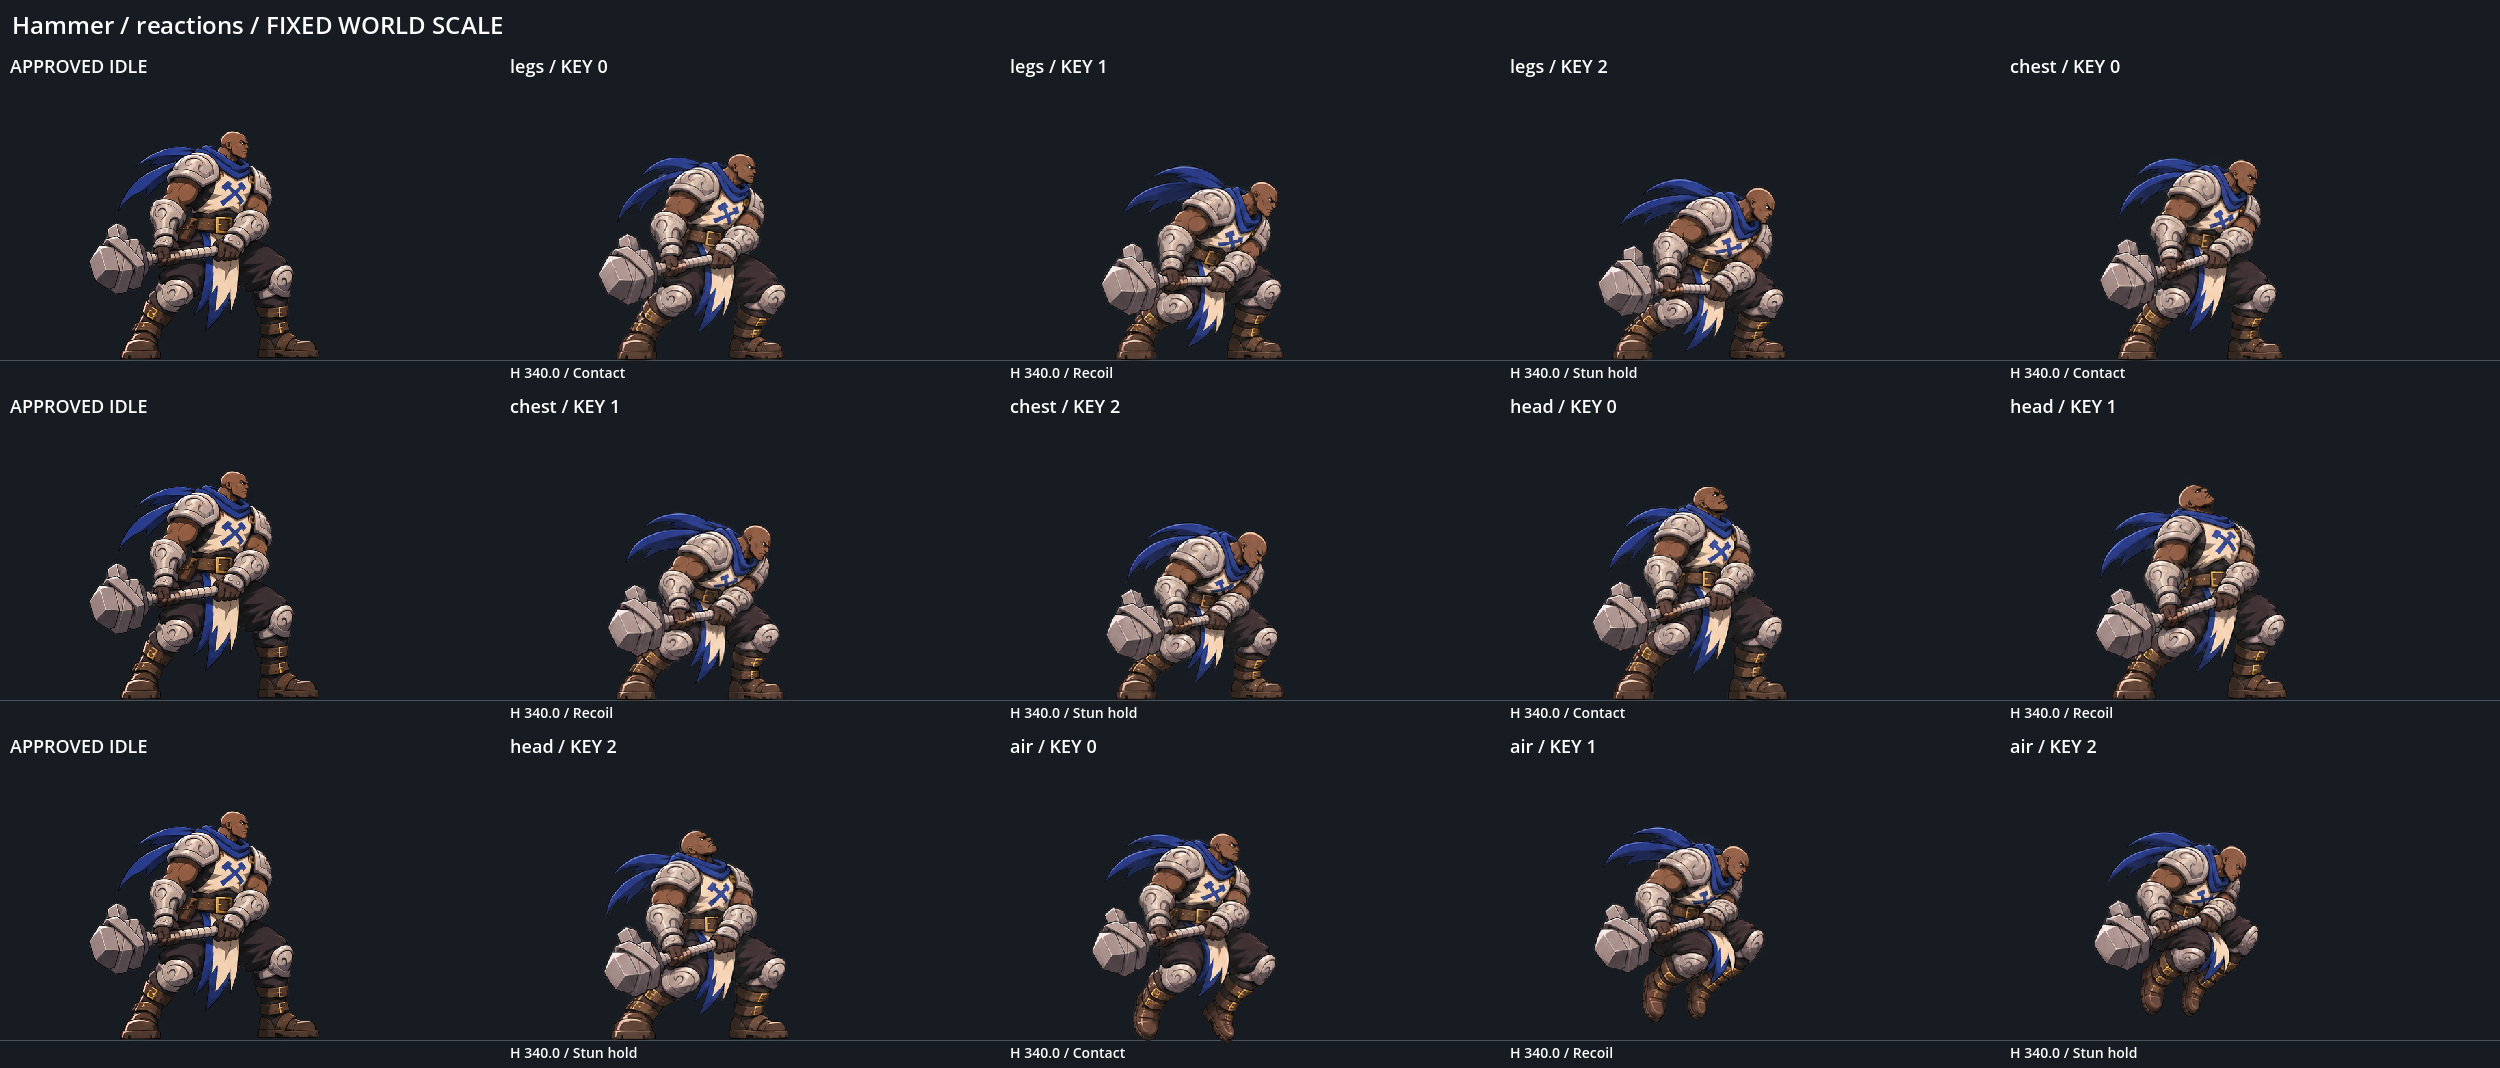 Hammer / reactions / FIXED WORLD SCALE
APPROVED IDLE
legs / KEY 0
legs / KEY 1
legs / KEY 2
chest / KEY 0
H 340.0 / Contact
H 340.0 / Recoil
H 340.0 / Stun hold
H 340.0 / Contact
APPROVED IDLE
chest / KEY 1
chest / KEY 2
head / KEY 0
head / KEY 1
H 340.0 / Recoil
H 340.0 / Stun hold
H 340.0 / Contact
H 340.0 / Recoil
APPROVED IDLE
head / KEY 2
air / KEY 0
air / KEY 1
air / KEY 2
H 340.0 / Stun hold
H 340.0 / Contact
H 340.0 / Recoil
H 340.0 / Stun hold